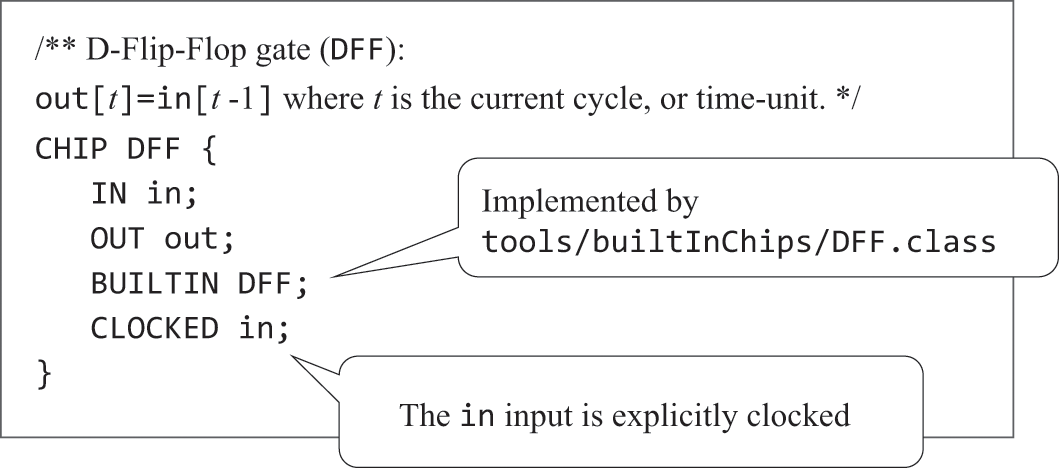 /** D-Flip-Flop gate (DFF):
out[t]=in[t -1] where t is the current cycle, or time-unit. */
CHIP DFF {
IN in;
OUT out;
BUILTIN DFF;
CLOCKED in;
}
Implemented by
tools/builtInChips/DFF.class
The in input is explicitly clocked